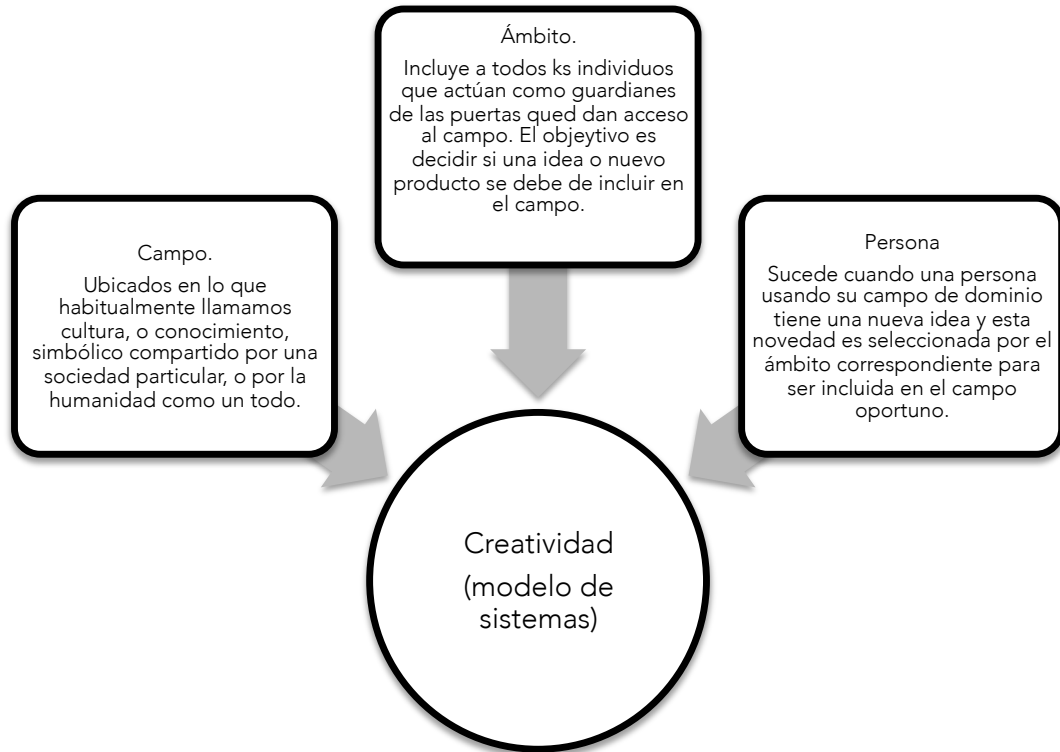 Ámbito.
Incluye a todos ks individuos
que actúan como guardianes
de las puertas qued dan acceso
al campo. El objeytivo es
decidir si una idea o nuevo
producto se debe de incluir en
el campo.
Campo.
Ubicados en lo que
habitualmente llamamos
cultura, o conocimiento,
simbólico compartido por una
sociedad particular, o por la
humanidad como un todo.
Persona
Sucede cuando una persona
usando su campo de dominio
tiene una nueva idea y esta
novedad es seleccionada por el
ámbito correspondiente para
ser incluida en el campo
oportuno.
Creatividad
(modelo de
sistemas)